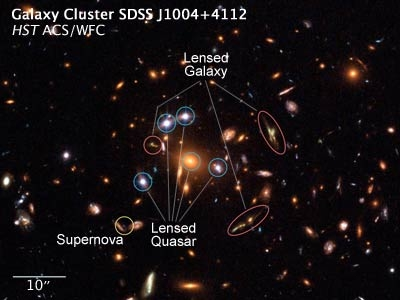 Galaxy Cluster SDSS J1004+4112
HST ACS/WFC
Lensed
Galaxy
Supernova
Lensed
Quasar
10"